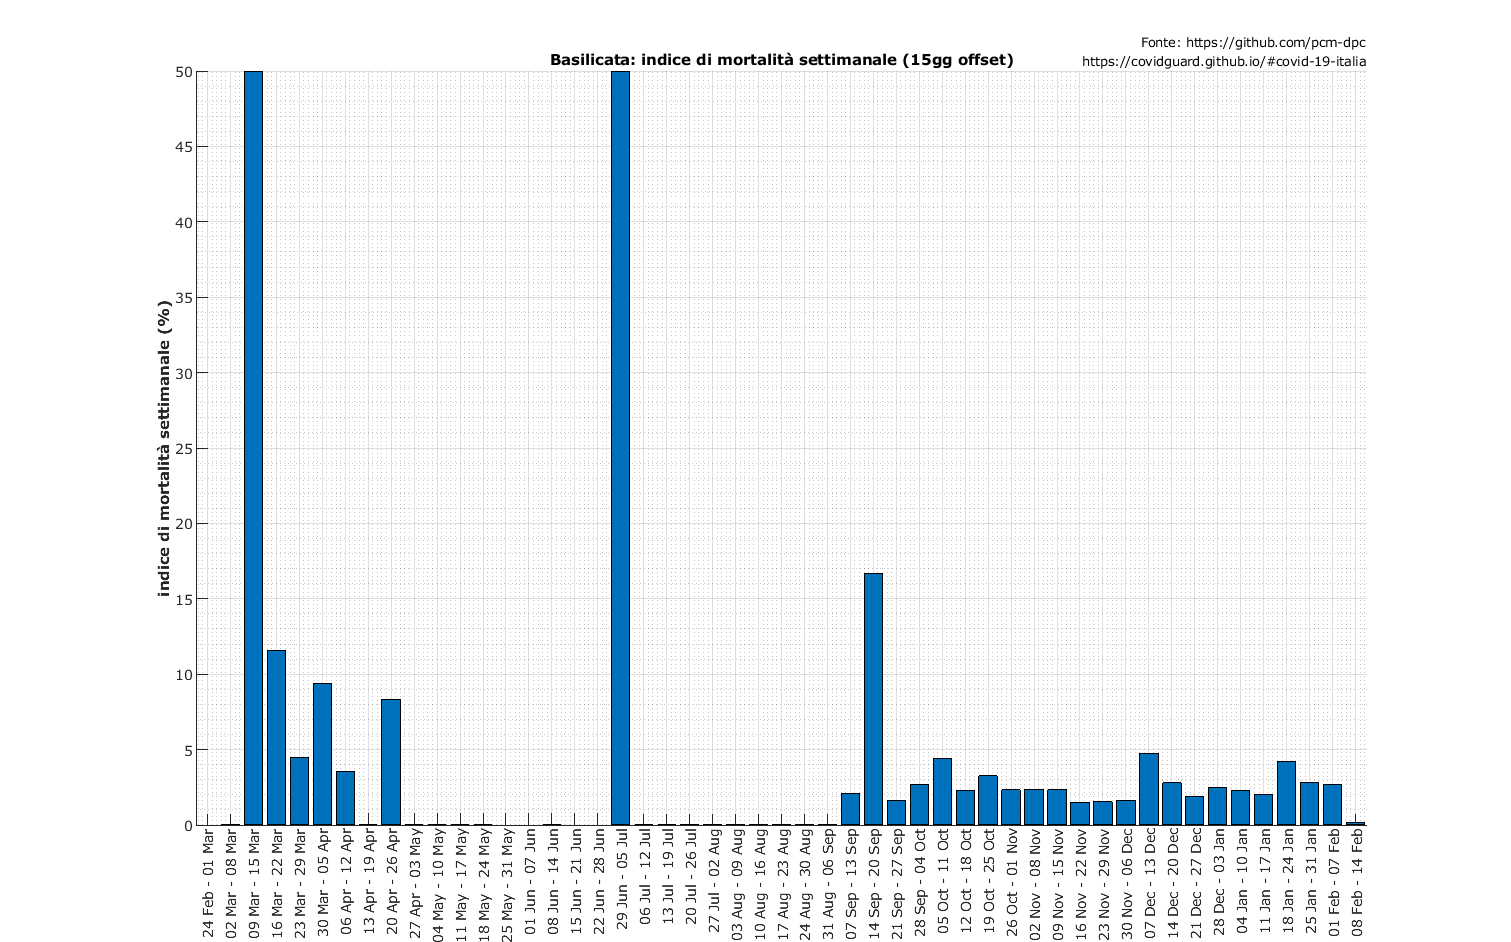 Fonte: https://github.com/pcm-dpc
Basilicata: indice di mortalità settimanale (15gg offset)
https://covidguard.github.io/#covid-19-italia
indice di mortalità settimanale (%)
50
45
40
35
30
25
20
15
10
5
0
24 Feb - 01 Mar
02 Mar - 08 Mar
09 Mar - 15 Mar
16 Mar - 22 Mar
23 Mar - 29 Mar
30 Mar - 05 Apr
06 Apr - 12 Apr
13 Apr - 19 Apr
20 Apr - 26 Apr
27 Apr - 03 May
04 May - 10 May
11 May - 17 May
18 May - 24 May
25 May - 31 May
01 Jun - 07 Jun
08 Jun - 14 Jun
15 Jun - 21 Jun
22 Jun - 28 Jun
29 Jun - 05 Jul
06 Jul - 12 Jul
13 Jul - 19 Jul
20 Jul - 26 Jul
27 Jul - 02 Aug
03 Aug - 09 Aug
10 Aug - 16 Aug
17 Aug - 23 Aug
24 Aug - 30 Aug
31 Aug - 06 Sep
07 Sep - 13 Sep
14 Sep - 20 Sep
21 Sep - 27 Sep
28 Sep - 04 Oct
05 Oct - 11 Oct
12 Oct - 18 Oct
19 Oct - 25 Oct
26 Oct - 01 Nov
02 Nov - 08 Nov
09 Nov - 15 Nov
16 Nov - 22 Nov
23 Nov - 29 Nov
30 Nov - 06 Dec
07 Dec - 13 Dec
14 Dec - 20 Dec
21 Dec - 27 Dec
28 Dec - 03 Jan
04 Jan - 10 Jan
11 Jan - 17 Jan
18 Jan - 24 Jan
25 Jan - 31 Jan
01 Feb - 07 Feb
08 Feb - 14 Feb